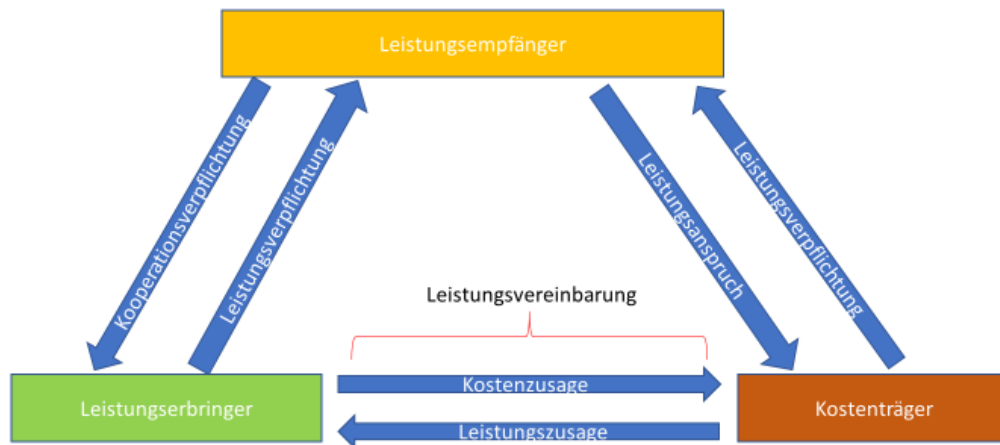 Leistungsempfänger
Kooperationsverpflichtung
Leistungsverpflichtung
Leistungsanspruch
Leistungsverpflichtung
Leistungsvereinbarung
Leistungserbringer
Kostenzusage
Leistungszusage
Kostenträger